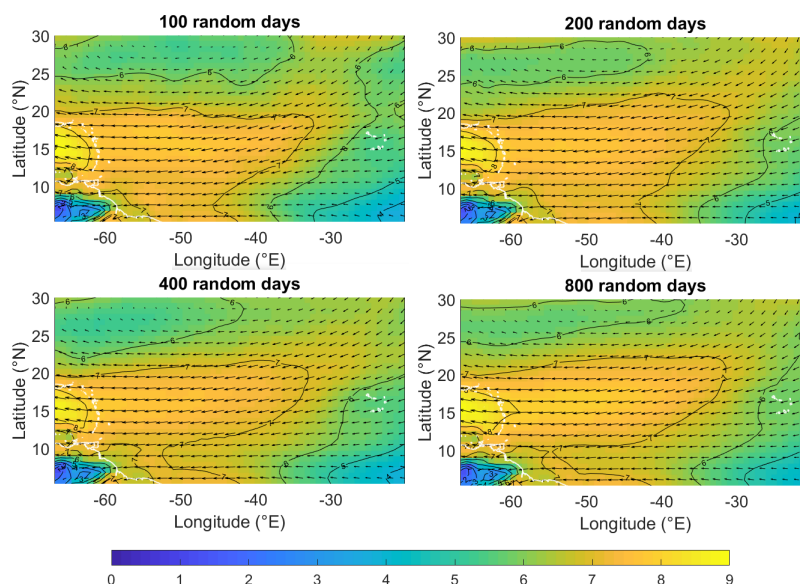 100 random days
200 random days
30
25
20
15
10
Latitude (°N)
-60
-50
-40
-30
Longitude (°E)
30
25
20
15
10
Latitude (°N)
-60
-50
-40
-30
Longitude (°E)
400 random days
800 random days
30
25
20
15
10
Latitude (°N)
-60
-50
-40
-30
Longitude (°E)
30
25
20
15
10
Latitude (°N)
-60
-50
-40
-30
Longitude (°E)
0 1 2 3 4 5 6 7 8 9